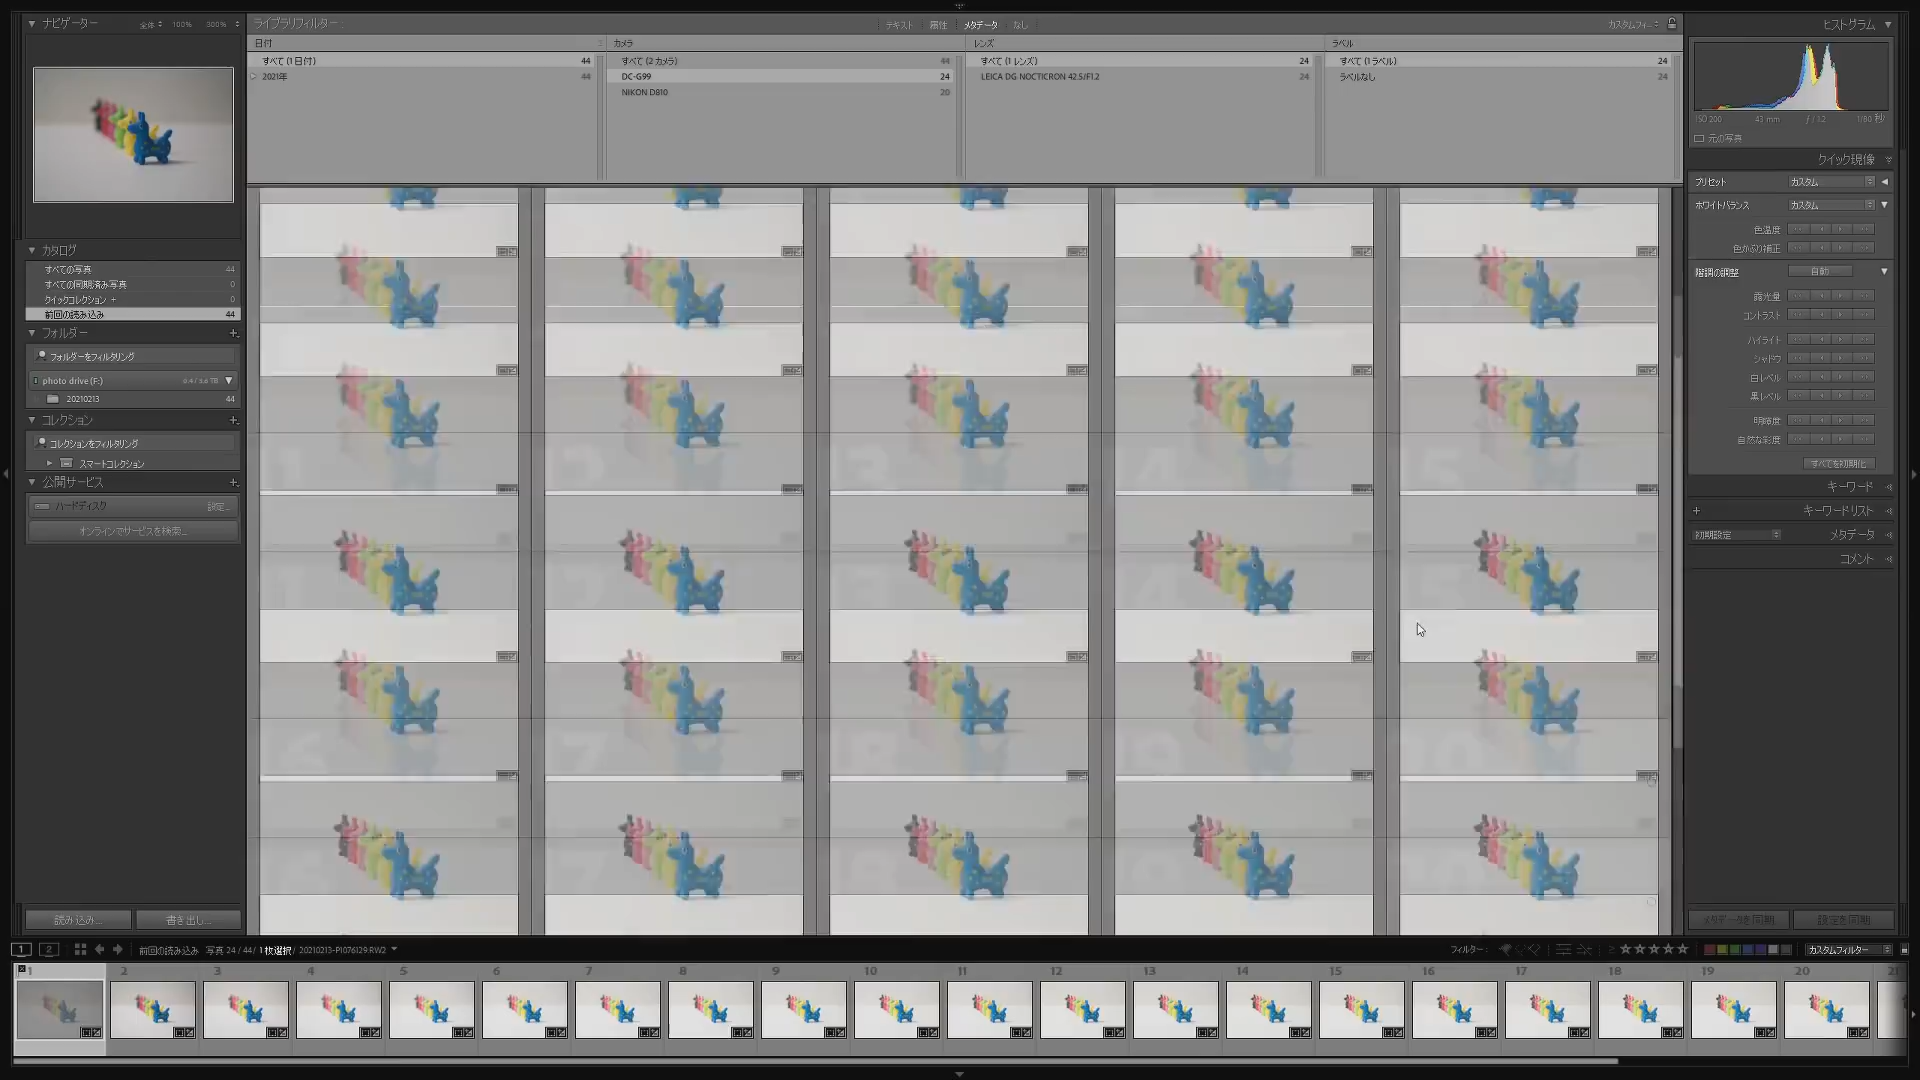 ナビゲーター 全体 100% 300%
ライブラリフィルター :
テキスト 属性 メタデータ なし
日付
すべて (1 日付) 44
2021年 44
カメラ
すべて (2 カメラ) 44
DC-G99 24
NIKON D810 20
レンズ
すべて (1 レンズ) 24
LEICA DG NOCTICRON 42.5/F1.2 24
ラベル
すべて (1 ラベル) 24
ラベルなし 24
カタログ
すべての写真 44
すべての同期済み写真 0
クイックコレクション + 0
前回の読み込み 44
フォルダー
フォルダーをフィルタリング
photo drive (F:)
20210213 44
コレクション
コレクションをフィルタリング
スマートコレクション
公開サービス
ハードディスク 設定...
オンラインでサービスを検索...
読み込み... 書き出し...
ヒストグラム
ISO 200 43 mm f / 1.2 1/80 秒
元の写真
クイック現像
プリセット カスタム
ホワイトバランス カスタム
色温度
色かぶり補正
階調の調整 自動
露光量
コントラスト
ハイライト
シャドウ
白レベル
黒レベル
明瞭度
自然な彩度
すべてを初期化
キーワード
キーワードリスト
初期設定 メタデータ
コメント
メタデータを同期 設定を同期
1 2 前回の読み込み 写真 24 / 44 / 1 枚選択 / 20210213-P1076129.RW2
フィルター : カスタムフィルター
1 2 3 4 5 6 7 8 9 10 11 12 13 14 15 16 17 18 19 20 21